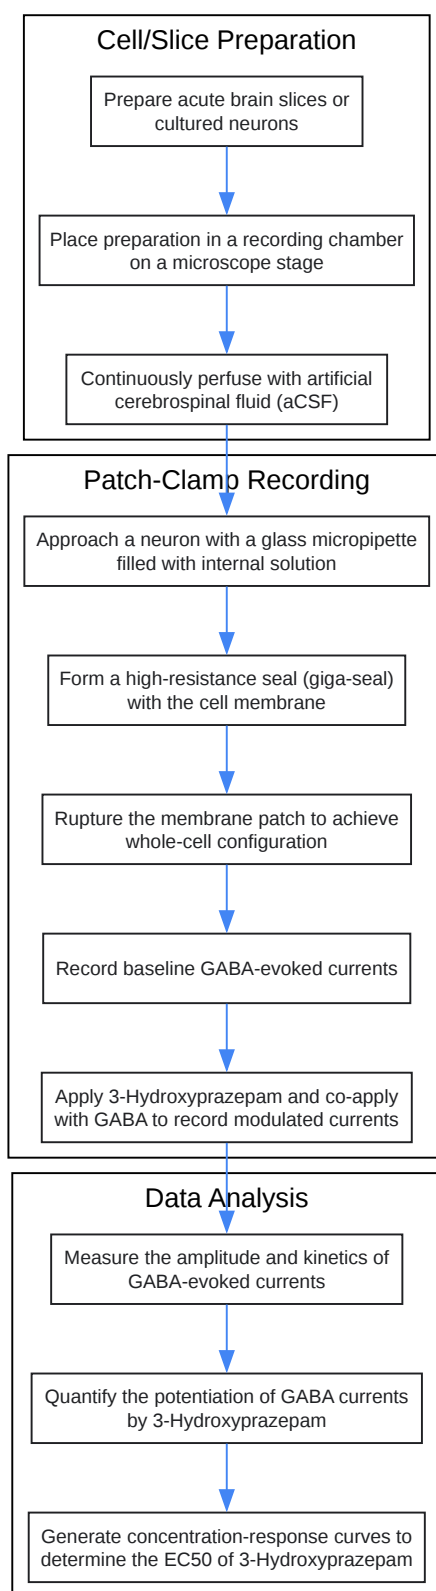 Cell/Slice Preparation
Prepare acute brain slices or
cultured neurons
Place preparation in a recording chamber
on a microscope stage
Continuously perfuse with artificial
cerebrospinal fluid (aCSF)
Patch-Clamp Recording
Approach a neuron with a glass micropipette
filled with internal solution
Form a high-resistance seal (giga-seal)
with the cell membrane
Rupture the membrane patch to achieve
whole-cell configuration
Record baseline GABA-evoked currents
Apply 3-Hydroxyprazepam and co-apply
with GABA to record modulated currents
Data Analysis
Measure the amplitude and kinetics of
GABA-evoked currents
Quantify the potentiation of GABA currents
by 3-Hydroxyprazepam
Generate concentration-response curves to
determine the EC50 of 3-Hydroxyprazepam